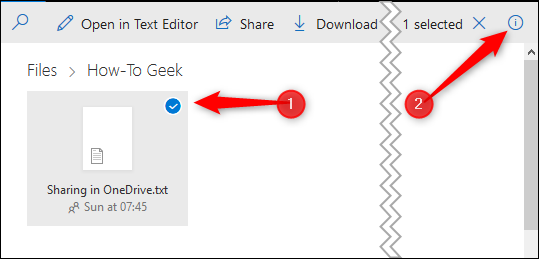 Open in Text Editor Share Download 1 selected
Files > How-To Geek
1
2
Sharing in OneDrive.txt
Sun at 07:45